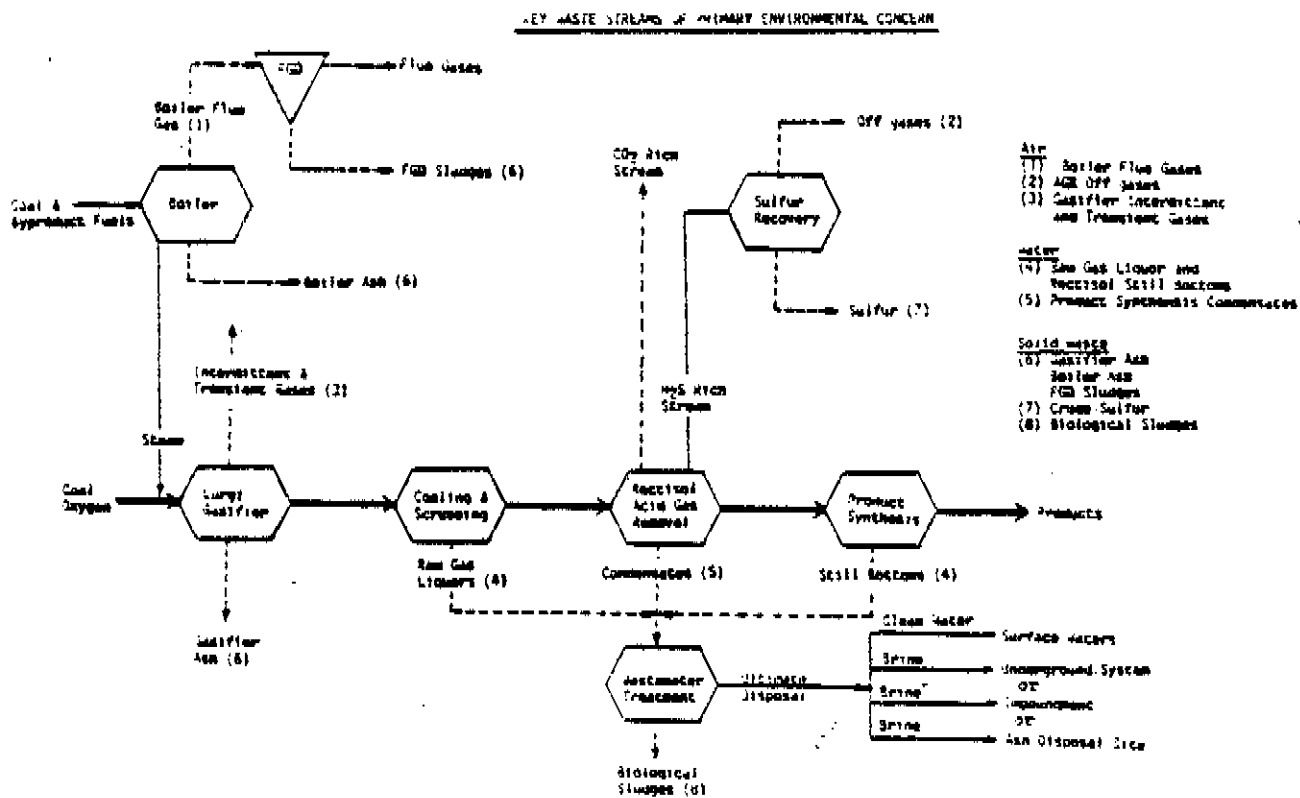 KEY WASTE STREAMS OF PRIMARY ENVIRONMENTAL CONCERN
FGD
Flue Gases
Boiler Flue
Gas (1)
FGD Sludges (6)
Off gases (2)
CO2 Rich
Stream
Coal &
Byproduct Fuels
Boiler
Sulfur
Recovery
Air
(1) Boiler Flue Gases
(2) AGR Off gases
(3) Gasifier Intermittent
and Transient Gases
Boiler Ash (6)
Sulfur (7)
Water
(4) Raw Gas Liquor and
Rectisol Still Bottoms
(5) Product Synthesis Condensates
Intermittent &
Transient Gases (3)
H2S Rich
Stream
Solid Waste
(6) Gasifier Ash
Boiler Ash
FGD Sludges
(7) Crude Sulfur
(8) Biological Sludges
Steam
Coal
Oxygen
Lurgi
Gasifier
Cooling &
Scrubbing
Rectisol
Acid Gas
Removal
Product
Synthesis
Products
Raw Gas
Liquors (4)
Condensates (5)
Still Bottoms (4)
Gasifier
Ash (6)
Clean Water
Surface Waters
Brine
Underground System
or
Wastewater
Treatment
Ultimate
Disposal
Brine
Impoundment
or
Brine
Ash Disposal Site
Biological
Sludges (8)